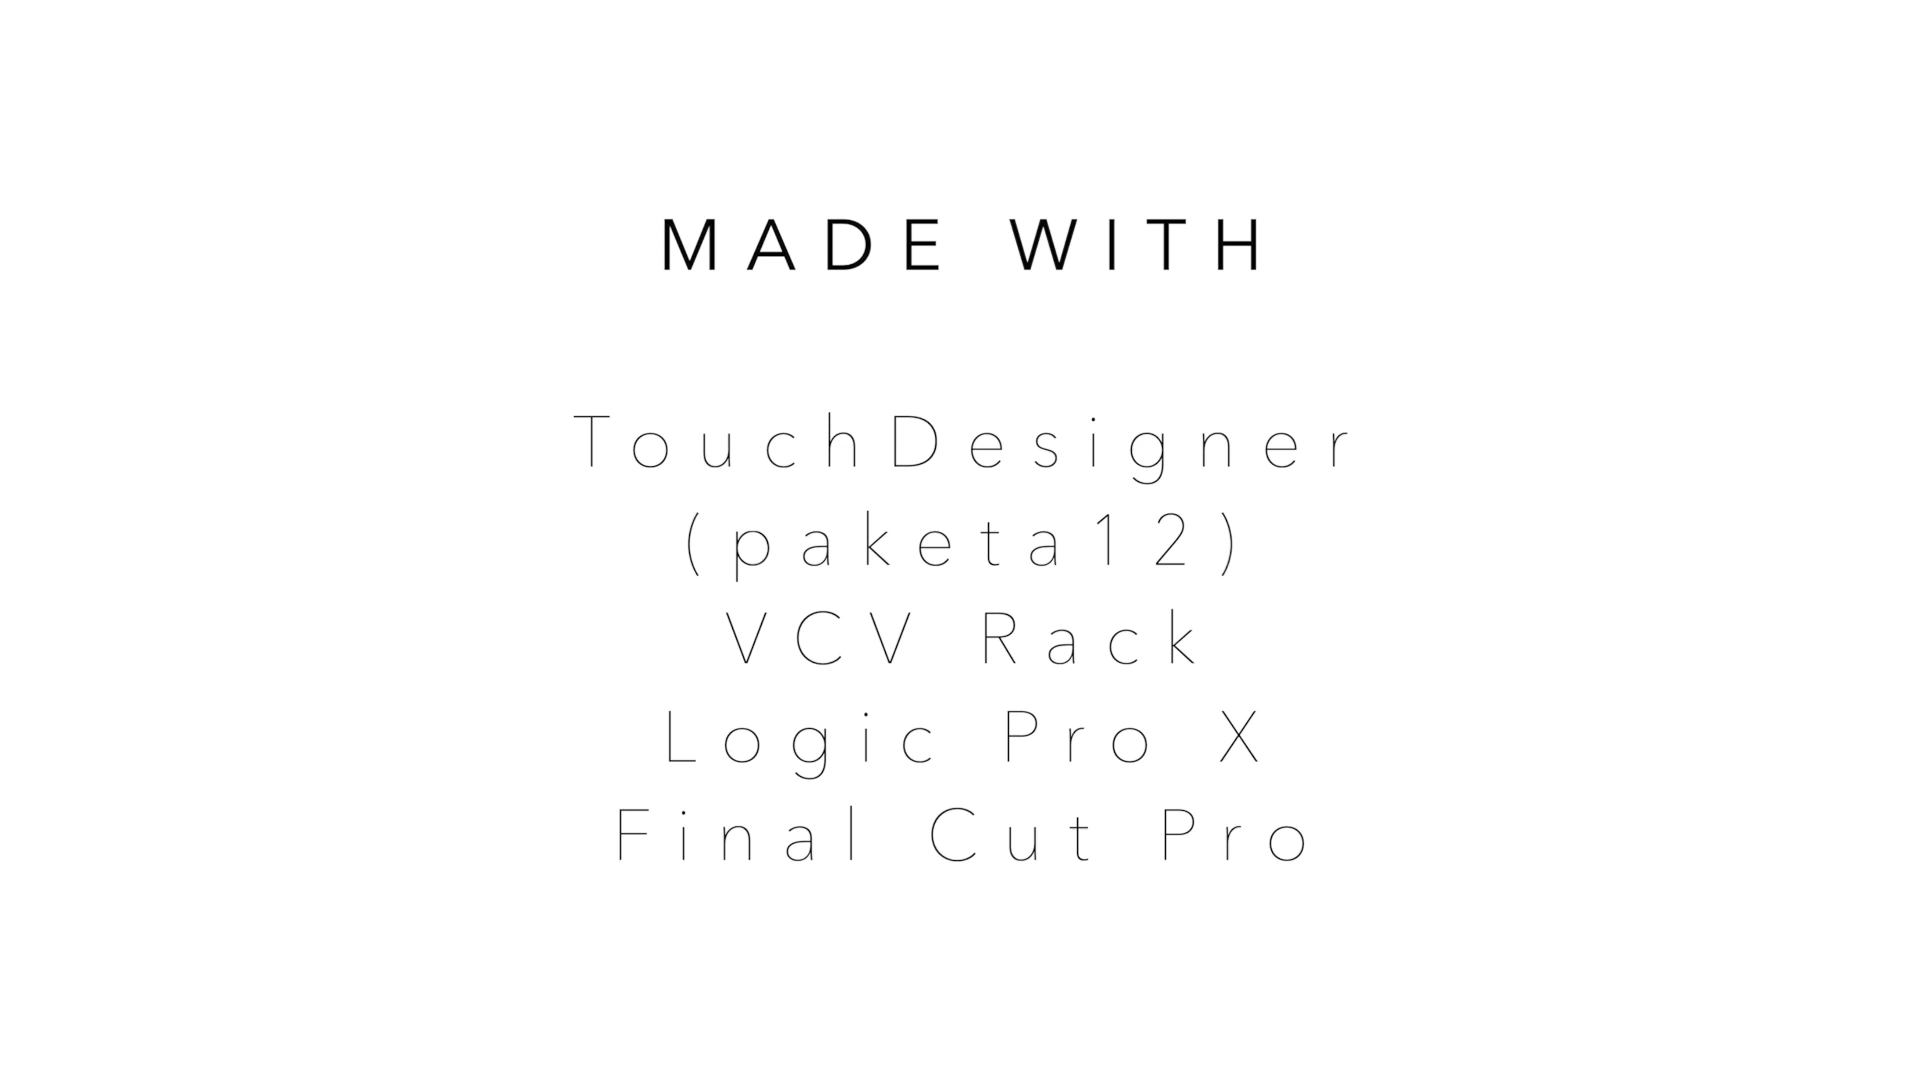 MADE WITH
TouchDesigner
(paketa12)
VCV Rack
Logic Pro X
Final Cut Pro